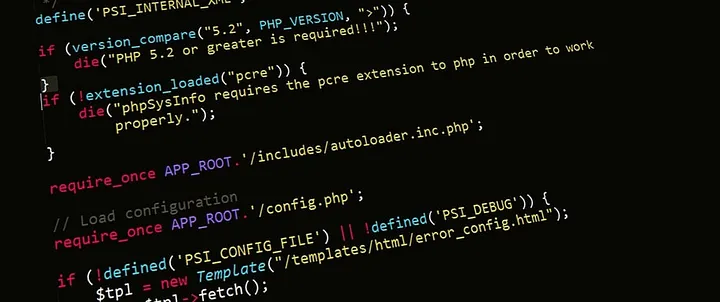 */
define('PSI_INTERNAL_XML',
if (version_compare("5.2", PHP_VERSION, ">")) {
die("PHP 5.2 or greater is required!!!");
}
if (!extension_loaded("pcre")) {
die("phpSysInfo requires the pcre extension to php in order to work
properly.");
}
require_once APP_ROOT.'/includes/autoloader.inc.php';
// Load configuration
require_once APP_ROOT.'/config.php';
if (!defined('PSI_CONFIG_FILE') || !defined('PSI_DEBUG')) {
$tpl = new Template("/templates/html/error_config.html");
$tpl->fetch();